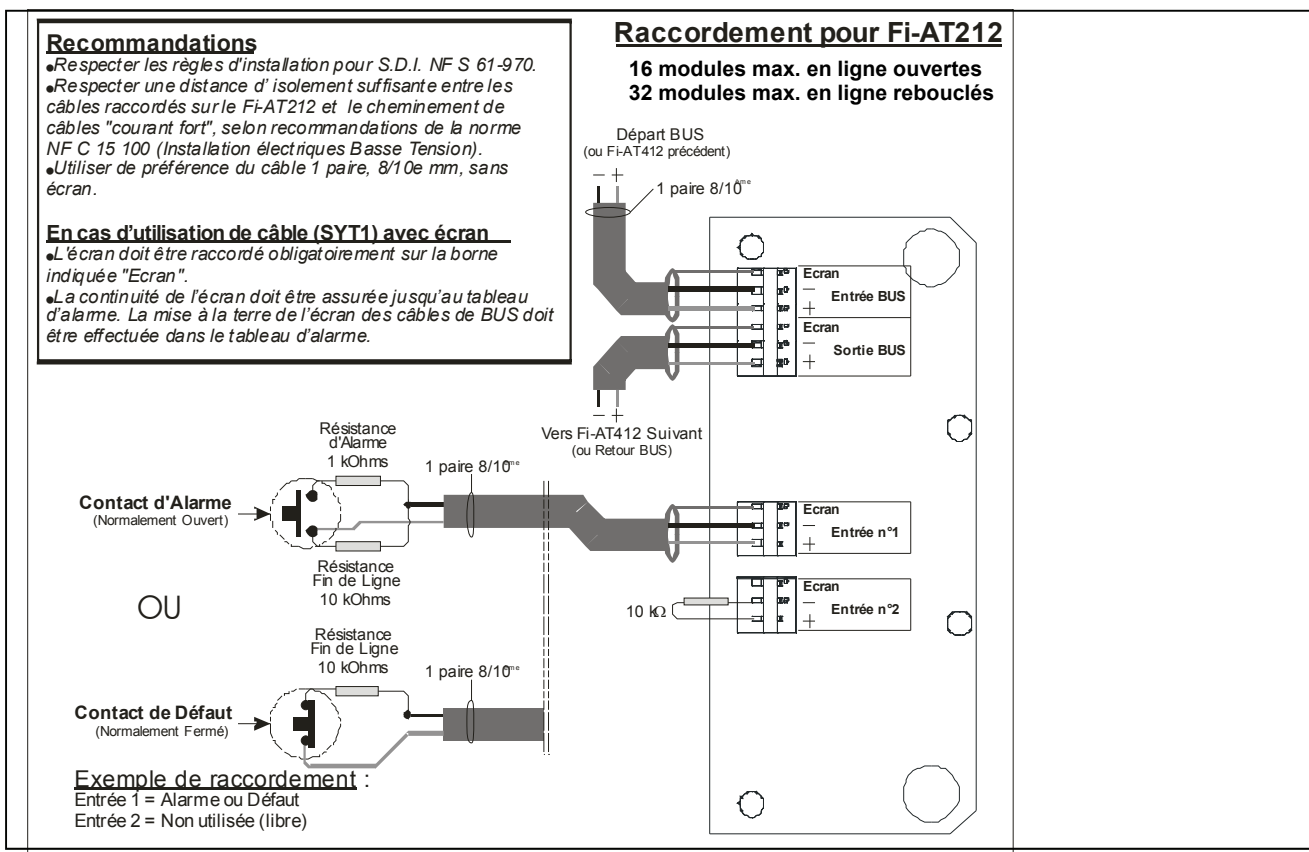 Recommandations
●Respecter les règles d'installation pour S.D.I. NF S 61-970.
●Respecter une distance d' isolement suffisante entre les
câbles raccordés sur le Fi-AT212 et le cheminement de
câbles "courant fort", selon recommandations de la norme
NF C 15 100 (Installation électriques Basse Tension).
●Utiliser de préférence du câble 1 paire, 8/10e mm, sans
écran.
En cas d'utilisation de câble (SYT1) avec écran
●L'écran doit être raccordé obligatoirement sur la borne
indiquée "Ecran".
●La continuité de l'écran doit être assurée jusqu'au tableau
d'alarme. La mise à la terre de l'écran des câbles de BUS doit
être effectuée dans le tableau d'alarme.
Raccordement pour Fi-AT212
16 modules max. en ligne ouvertes
32 modules max. en ligne rebouclés
Départ BUS
(ou Fi-AT412 précédent)
– +
1 paire 8/10ème
Ecran
–
Entrée BUS
+
Ecran
–
Sortie BUS
+
– +
Vers Fi-AT412 Suivant
(ou Retour BUS)
Résistance
d'Alarme
1 kOhms
1 paire 8/10ème
Contact d'Alarme
(Normalement Ouvert)
Résistance
Fin de Ligne
10 kOhms
Ecran
–
Entrée n°1
+
Ecran
–
Entrée n°2
+
10 kΩ
OU
Résistance
Fin de Ligne
10 kOhms
1 paire 8/10ème
Contact de Défaut
(Normalement Fermé)
Exemple de raccordement :
Entrée 1 = Alarme ou Défaut
Entrée 2 = Non utilisée (libre)